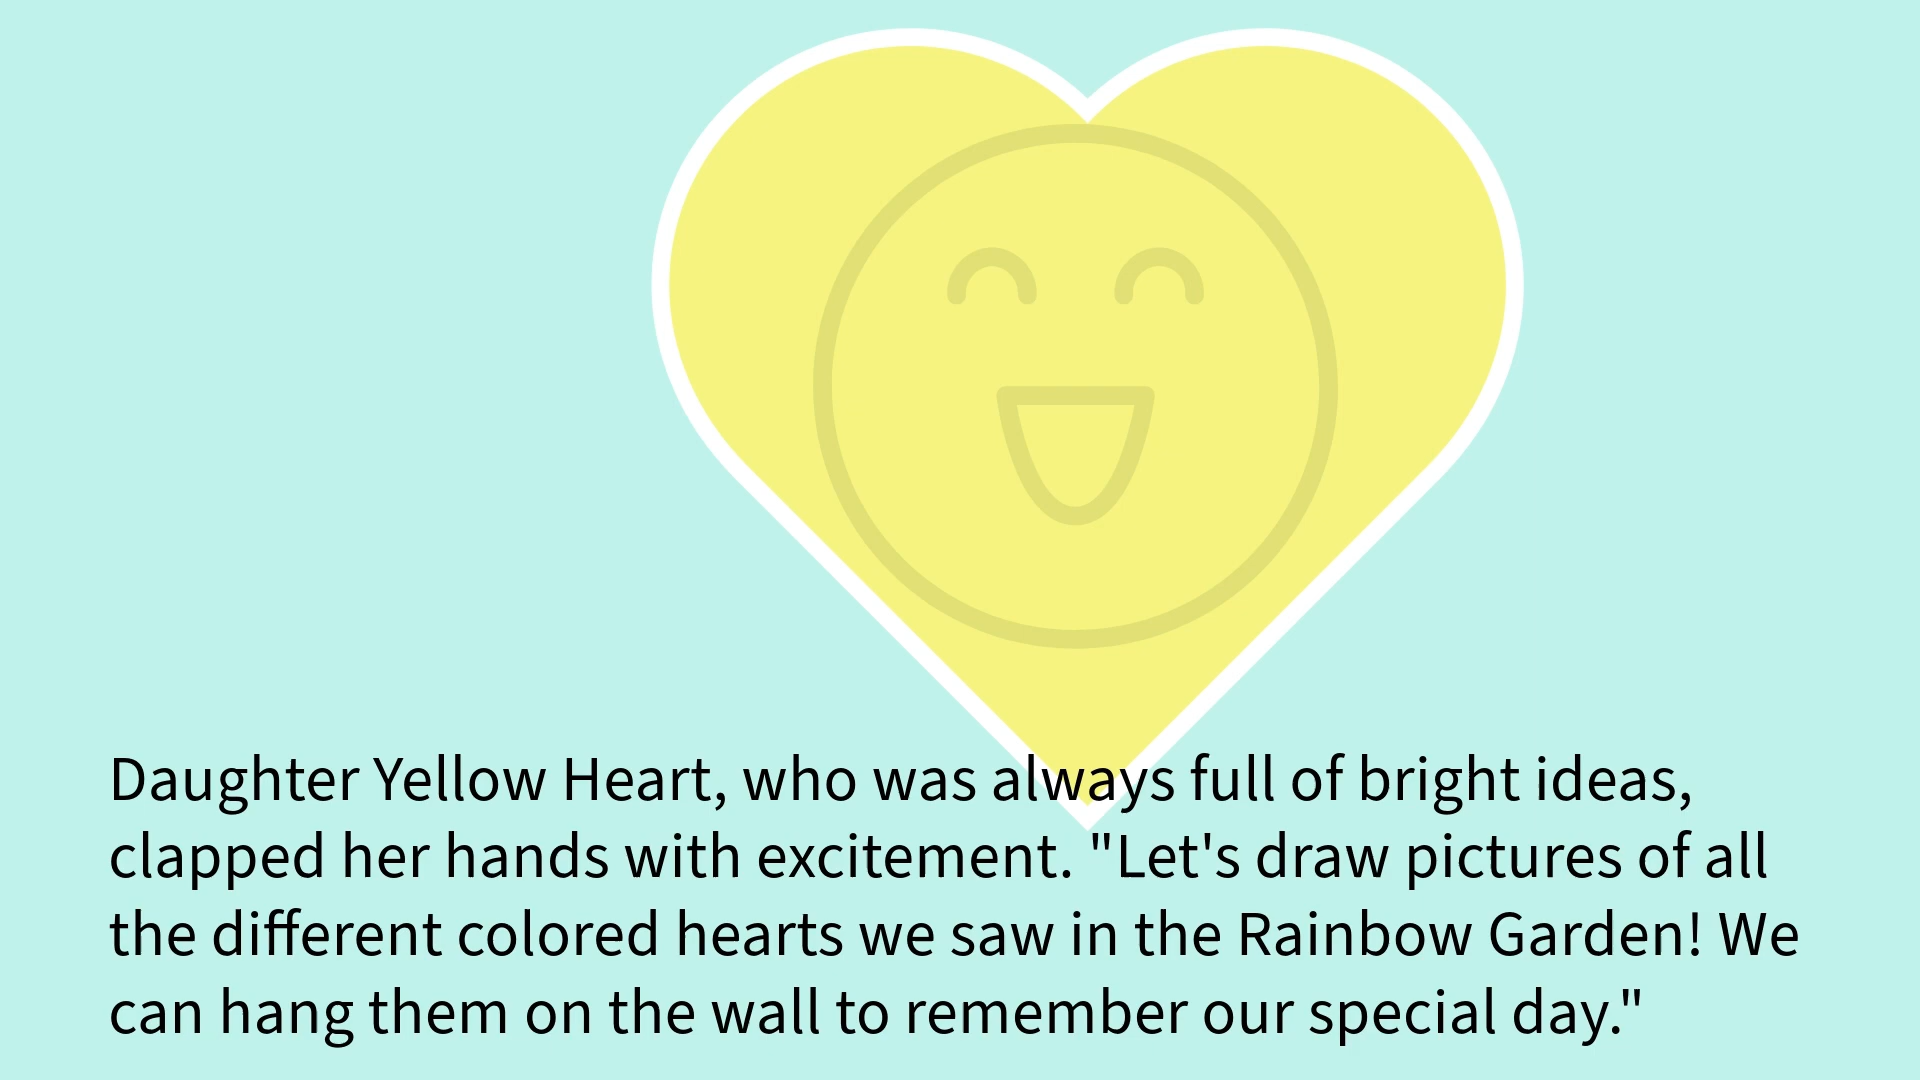 Daughter Yellow Heart, who was always full of bright ideas,
clapped her hands with excitement. "Let's draw pictures of all
the different colored hearts we saw in the Rainbow Garden! We
can hang them on the wall to remember our special day."